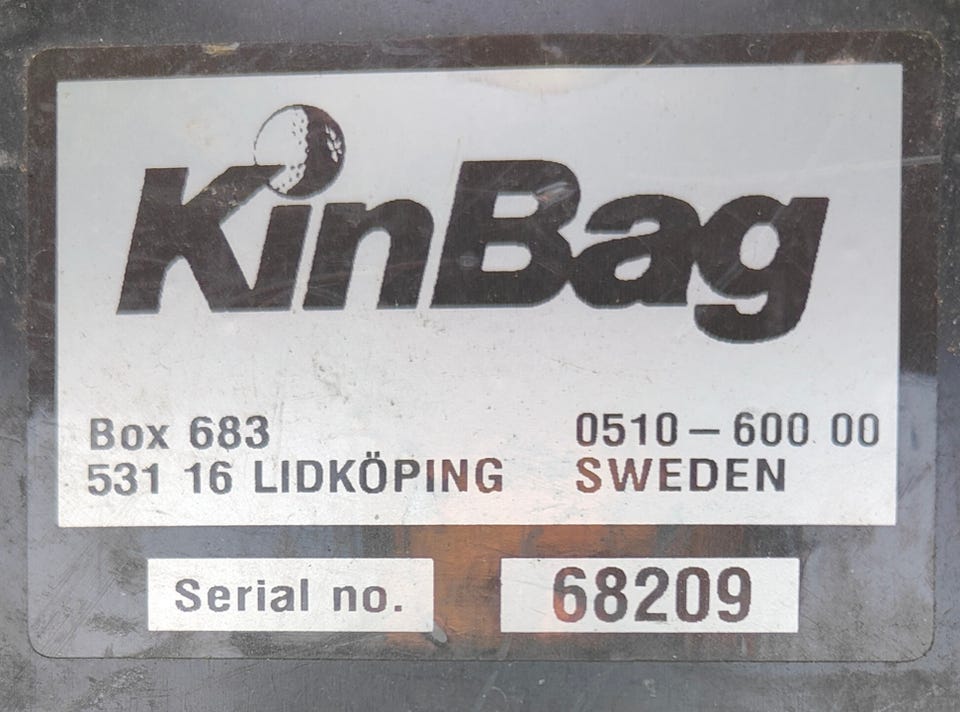 KinBag
Box 683 0510 – 600 00
531 16 LIDKÖPING SWEDEN
Serial no. 68209